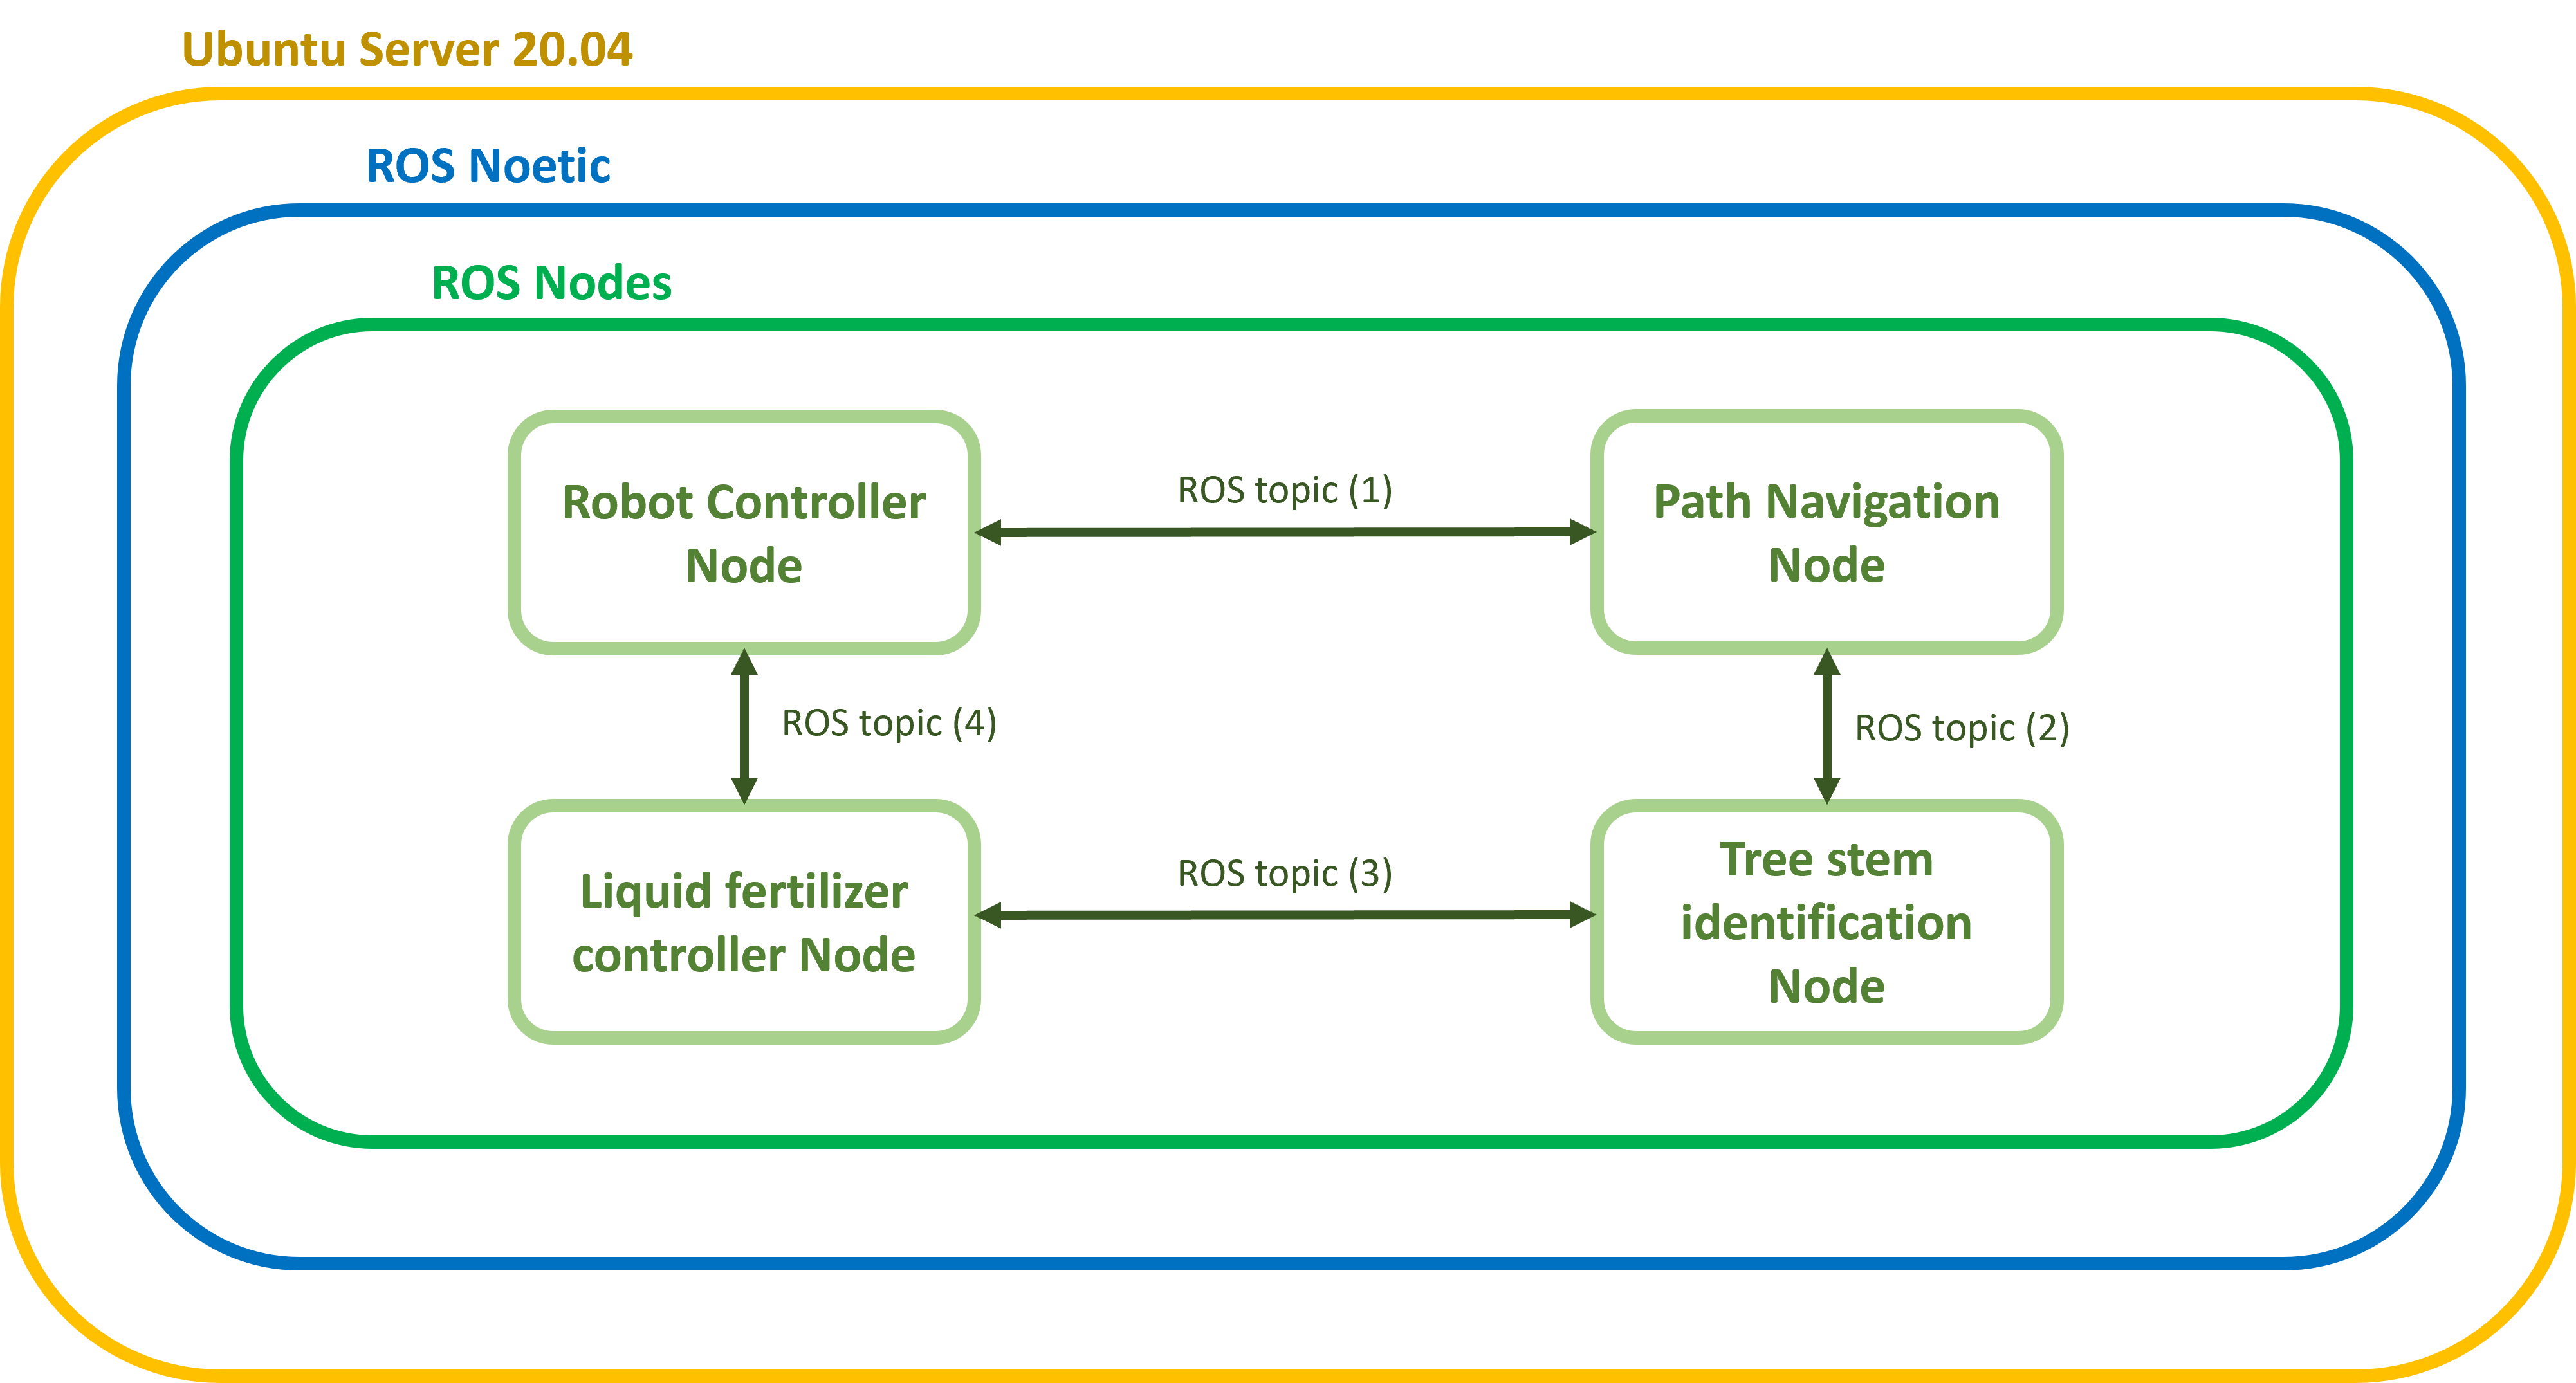 Ubuntu Server 20.04
ROS Noetic
ROS Nodes
Robot Controller
Node
ROS topic (1)
Path Navigation
Node
ROS topic (4)
ROS topic (2)
Liquid fertilizer
controller Node
ROS topic (3)
Tree stem
identification
Node